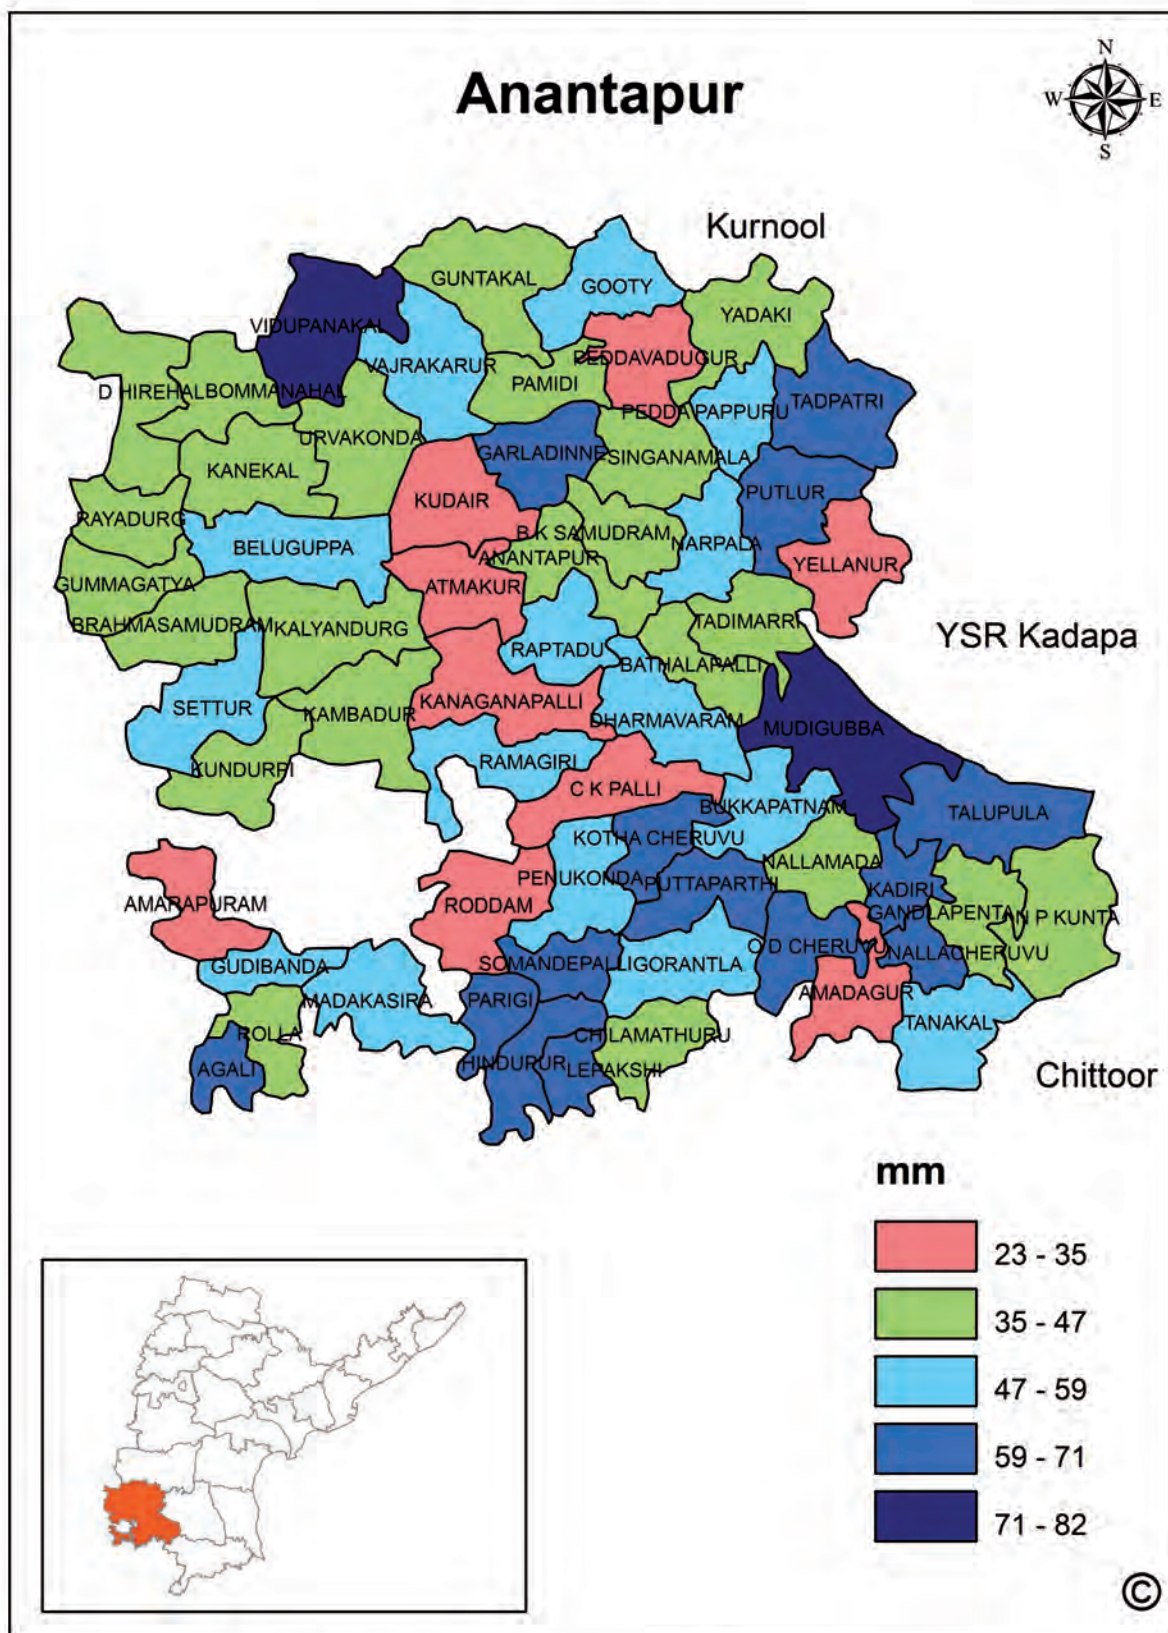 N
W E
S
Anantapur
Kurnool
GUNTAKAL
GOOTY
YADAKI
VIDUPANAKAL
VAJRAKARUR
PEDDAVADUGUR
PAMIDI
D HIREHAL
BOMMANAHAL
PEDDA PAPPURU
TADPATRI
URVAKONDA
GARLADINNE
SINGANAMALA
KANEKAL
KUDAIR
PUTLUR
RAYADURG
B K SAMUDRAM
NARPALA
BELUGUPPA
ANANTAPUR
YELLANUR
GUMMAGATYA
ATMAKUR
BRAHMASAMUDRAM
KALYANDURG
TADIMARRI
YSR Kadapa
RAPTADU
BATHALAPALLI
SETTUR
KAMBADUR
KANAGANAPALLI
DHARMAVARAM
MUDIGUBBA
KUNDURPI
RAMAGIRI
C K PALLI
BUKKAPATNAM
TALUPULA
KOTHA CHERUVU
NALLAMADA
PENUKONDA
PUTTAPARTHI
KADIRI
AMARAPURAM
RODDAM
GANDLAPENTA
N P KUNTA
O D CHERUVU
NALLACHERUVU
GUDIBANDA
SOMANDEPALLI
GORANTLA
MADAKASIRA
PARIGI
AMADAGUR
TANAKAL
ROLLA
CHILAMATHURU
AGALI
HINDUPUR
LEPAKSHI
Chittoor
mm
23 - 35
35 - 47
47 - 59
59 - 71
71 - 82
©